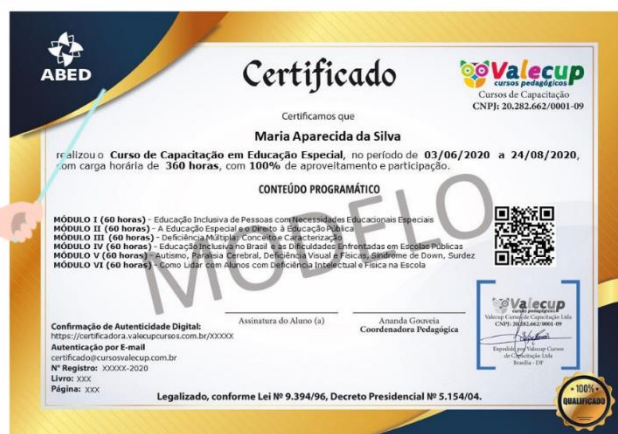 ABED
Certificado
Valecup
cursos pedagógicos
Cursos de Capacitação
CNPJ: 20.282.662/0001-09
Certificamos que
Maria Aparecida da Silva
realizou o Curso de Capacitação em Educação Especial, no período de 03/06/2020 a 24/08/2020,
com carga horária de 360 horas, com 100% de aproveitamento e participação.
CONTEÚDO PROGRAMÁTICO
MÓDULO I (60 horas) - Educação Inclusiva de Pessoas com Necessidades Educacionais Especiais
MÓDULO II (60 horas) - A Educação Especial e o Direito à Educação Pública
MÓDULO III (60 horas) - Deficiência Múltipla: Conceito e Caracterização
MÓDULO IV (60 horas) - Educação Inclusiva no Brasil e as Dificuldades Enfrentadas em Escolas Públicas
MÓDULO V (60 horas) - Autismo, Paralisia Cerebral, Deficiência Visual e Físicas, Síndrome de Down, Surdez
MÓDULO VI (60 horas) - Como Lidar com Alunos com Deficiência Intelectual e Física na Escola
MODELO
Assinatura do Aluno (a)
Ananda Gouveia
Coordenadora Pedagógica
Valecup
Valecup Cursos de Capacitação Ltda
CNPJ: 20.282.662/0001-09
Expedido por Valecup Cursos
de Capacitação Ltda
Brasília - DF
Confirmação de Autenticidade Digital:
https://certificadora.valecupcursos.com.br/XXXXX
Autenticação por E-mail
certificado@cursosvalecup.com.br
Nº Registro: XXXXX-2020
Livro: XXX
Página: XXX
Legalizado, conforme Lei Nº 9.394/96, Decreto Presidencial Nº 5.154/04.
100%
QUALIFICADO